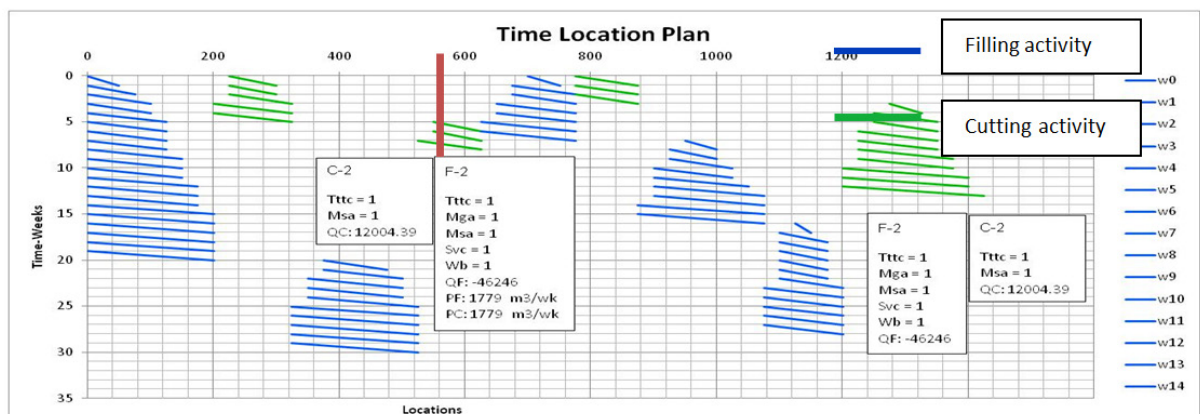 Time Location Plan
0 200 400 600 800 1000 1200
Filling activity
Cutting activity
0
5
10
15
20
25
30
35
Time-Weeks
Locations
C-2
Tttc = 1
Msa = 1
QC: 12004.39
F-2
Tttc = 1
Mga = 1
Msa = 1
Svc = 1
Wb = 1
QF: -46246
PF: 1779 m3/wk
PC: 1779 m3/wk
F-2
Tttc = 1
Mga = 1
Msa = 1
Svc = 1
Wb = 1
QF: -46246
C-2
Tttc = 1
Msa = 1
QC: 12004.39
w0
w1
w2
w3
w4
w5
w6
w7
w8
w9
w10
w11
w12
w13
w14